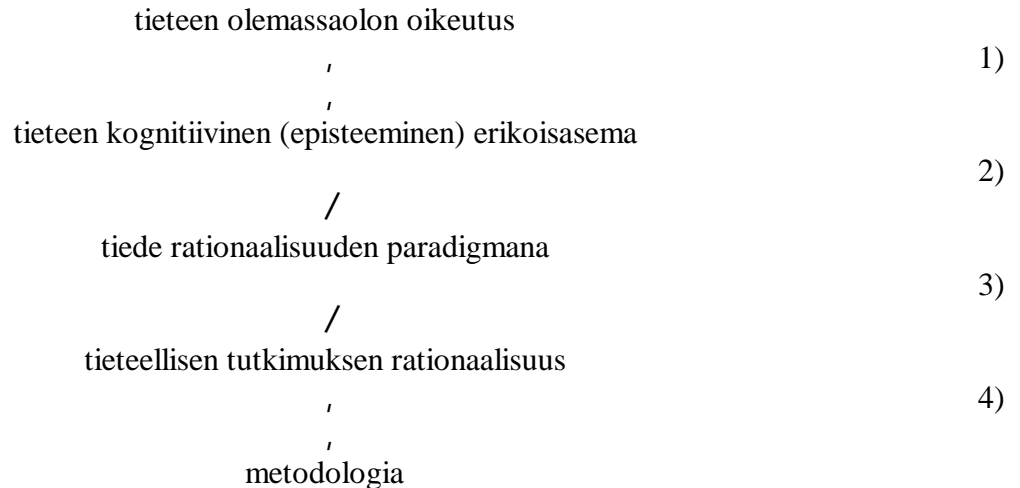 tieteen olemassaolon oikeutus
,
1)
,
tieteen kognitiivinen (episteeminen) erikoisasema
2)
/
tiede rationaalisuuden paradigmana
3)
/
tieteellisen tutkimuksen rationaalisuus
,
4)
,
metodologia